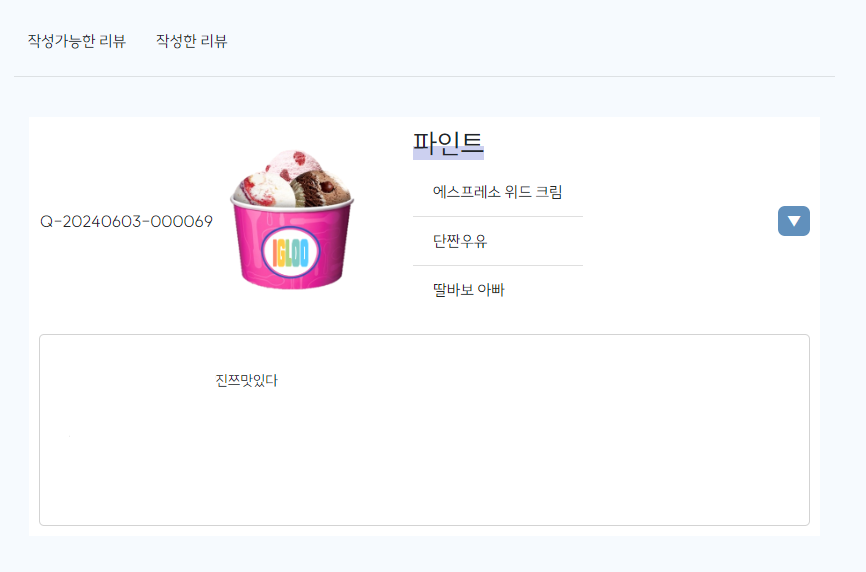 작성가능한 리뷰 작성한 리뷰
파인트
에스프레소 위드 크림
Q-20240603-000069
IGLOO
단짠우유
딸바보 아빠
진쯔맛있다